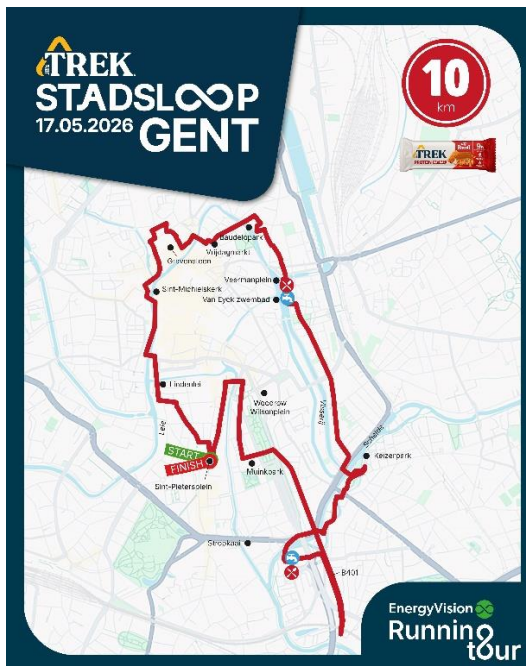 TREK
STADSLOOP
17.05.2026 GENT
10
km
TREK
Baudelopark
Vrijdagmarkt
Gravensteen
Veermanplein
Sint-Michielskerk
Van Eyck zwembad
Lindenlei
Woodrow
Wilsonplein
Visserij
Leie
Schelde
Keizerpark
START
FINISH
Muinkpark
Sint-Pietersplein
Stropkaai
B401
EnergyVision
Running
tour